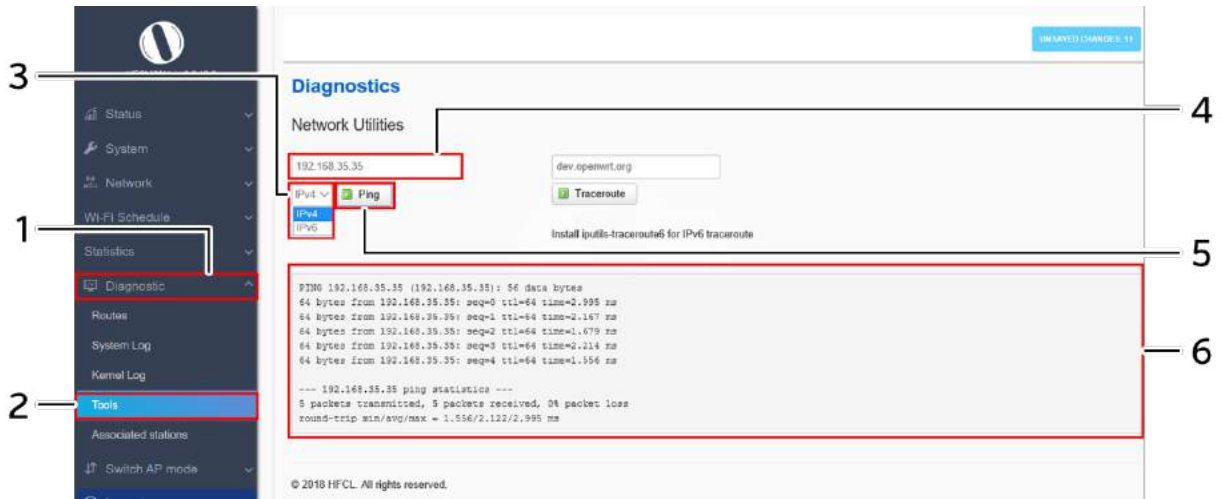 UNSAVED CHANGES: 11
3
Diagnostics
4
Status
Network Utilities
System
192.168.35.35
dev.openwrt.org
Network
IPv4
Ping
Traceroute
IPv4
IPv6
Wi-Fi Schedule
1
Install iputils-traceroute6 for IPv6 traceroute
Statistics
5
Diagnostic
PING 192.168.35.35 (192.168.35.35): 56 data bytes
64 bytes from 192.168.35.35: seq=0 ttl=64 time=2.995 ms
Routes
64 bytes from 192.168.35.35: seq=1 ttl=64 time=2.167 ms
64 bytes from 192.168.35.35: seq=2 ttl=64 time=1.679 ms
System Log
64 bytes from 192.168.35.35: seq=3 ttl=64 time=2.214 ms
64 bytes from 192.168.35.35: seq=4 ttl=64 time=1.556 ms
6
Kernel Log
--- 192.168.35.35 ping statistics ---
2
Tools
5 packets transmitted, 5 packets received, 0% packet loss
round-trip min/avg/max = 1.556/2.122/2.995 ms
Associated stations
Switch AP mode
© 2018 HFCL. All rights reserved.